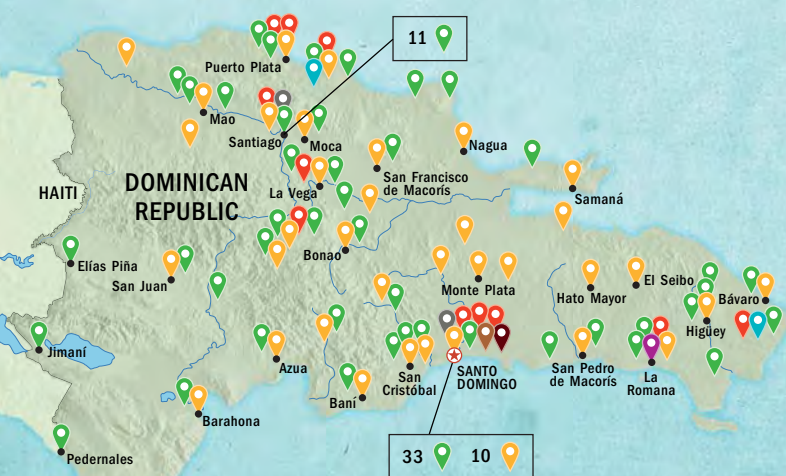 11
Puerto Plata
Mao
Santiago
Moca
Nagua
San Francisco
de Macorís
HAITI
DOMINICAN
REPUBLIC
La Vega
Samaná
Bonao
Elías Piña
San Juan
Monte Plata
Hato Mayor
El Seibo
Bávaro
Higüey
Jimaní
Azua
San
Cristóbal
SANTO
DOMINGO
San Pedro
de Macorís
La
Romana
Baní
Barahona
Pedernales
33
10